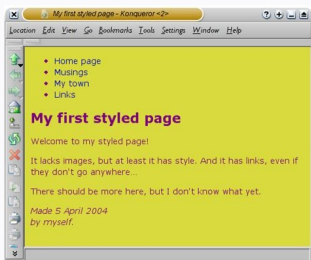 My first styled page - Konqueror <2>
Location Edit View Go Bookmarks Tools Settings Window Help
Home page
Musings
My town
Links
My first styled page
Welcome to my styled page!
It lacks images, but at least it has style. And it has links, even if
they don't go anywhere...
There should be more here, but I don't know what yet.
Made 5 April 2004
by myself.